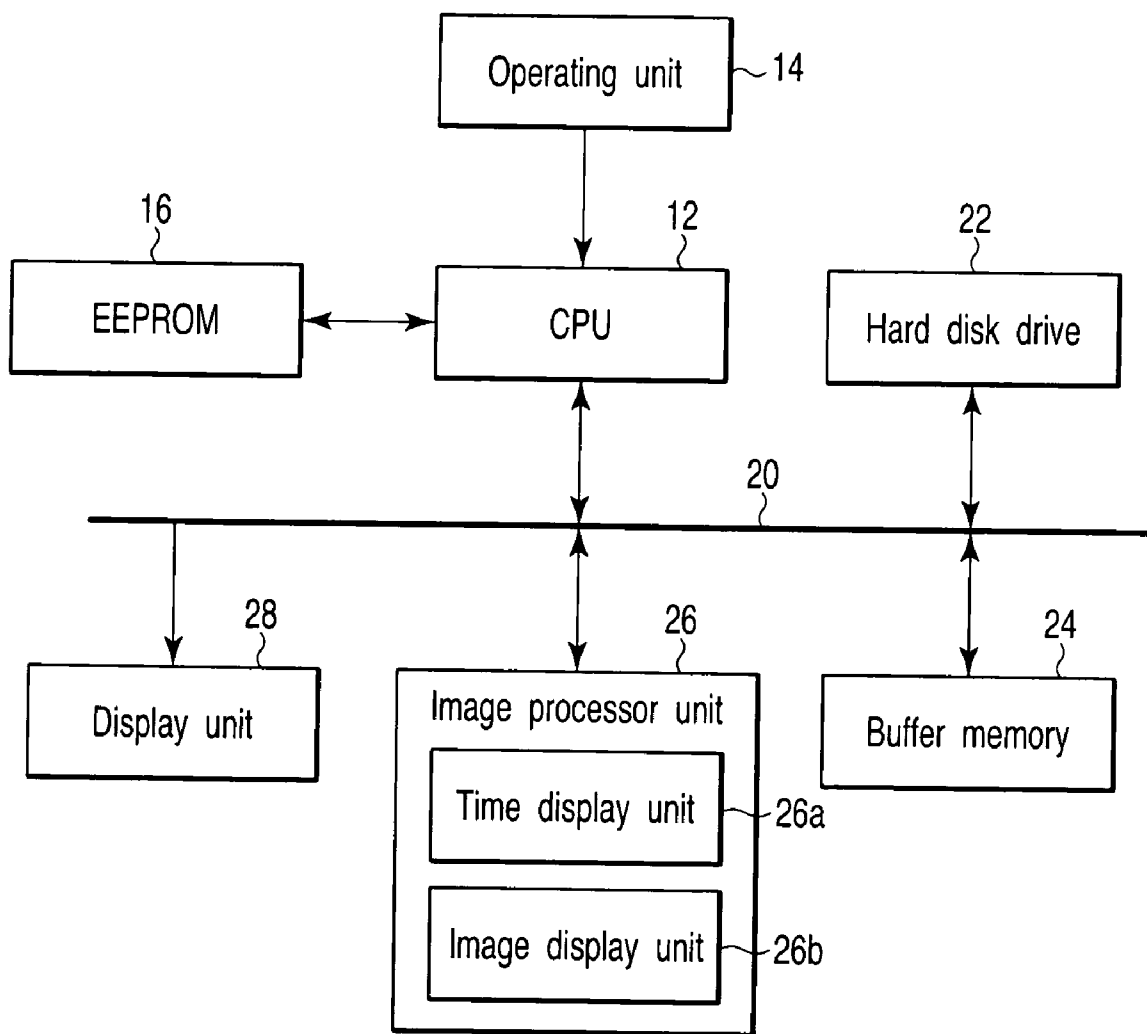 Operating unit
14
16
12
22
EEPROM
CPU
Hard disk drive
20
28
26
24
Display unit
Image processor unit
Buffer memory
Time display unit
26a
Image display unit
26b